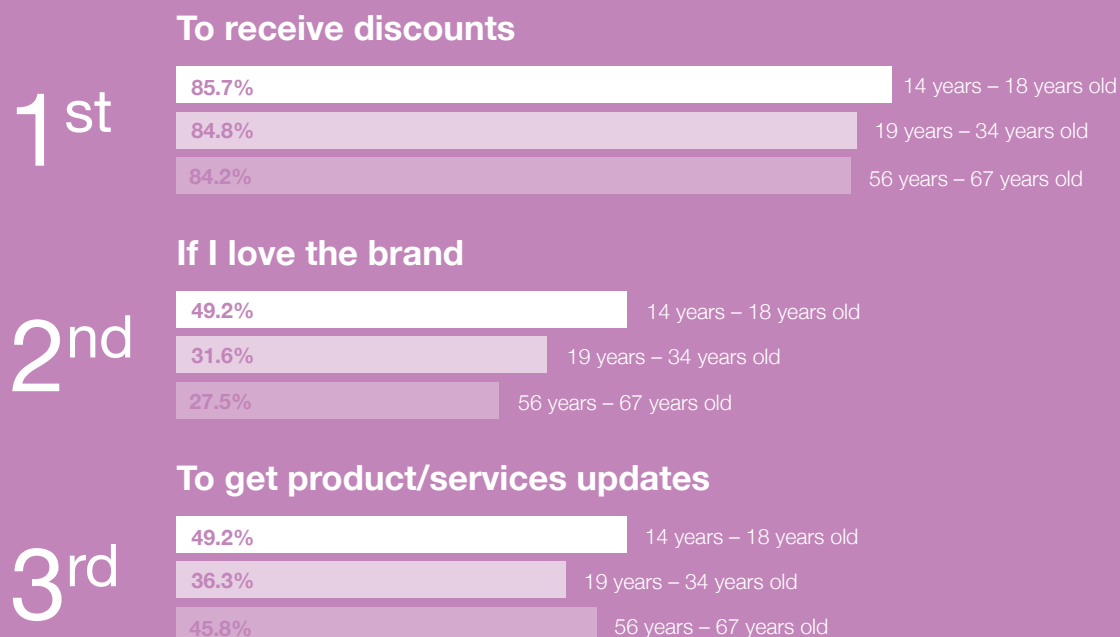 To receive discounts
1st
85.7% 14 years – 18 years old
84.8% 19 years – 34 years old
84.2% 56 years – 67 years old
If I love the brand
2nd
49.2% 14 years – 18 years old
31.6% 19 years – 34 years old
27.5% 56 years – 67 years old
To get product/services updates
3rd
49.2% 14 years – 18 years old
36.3% 19 years – 34 years old
45.8% 56 years – 67 years old